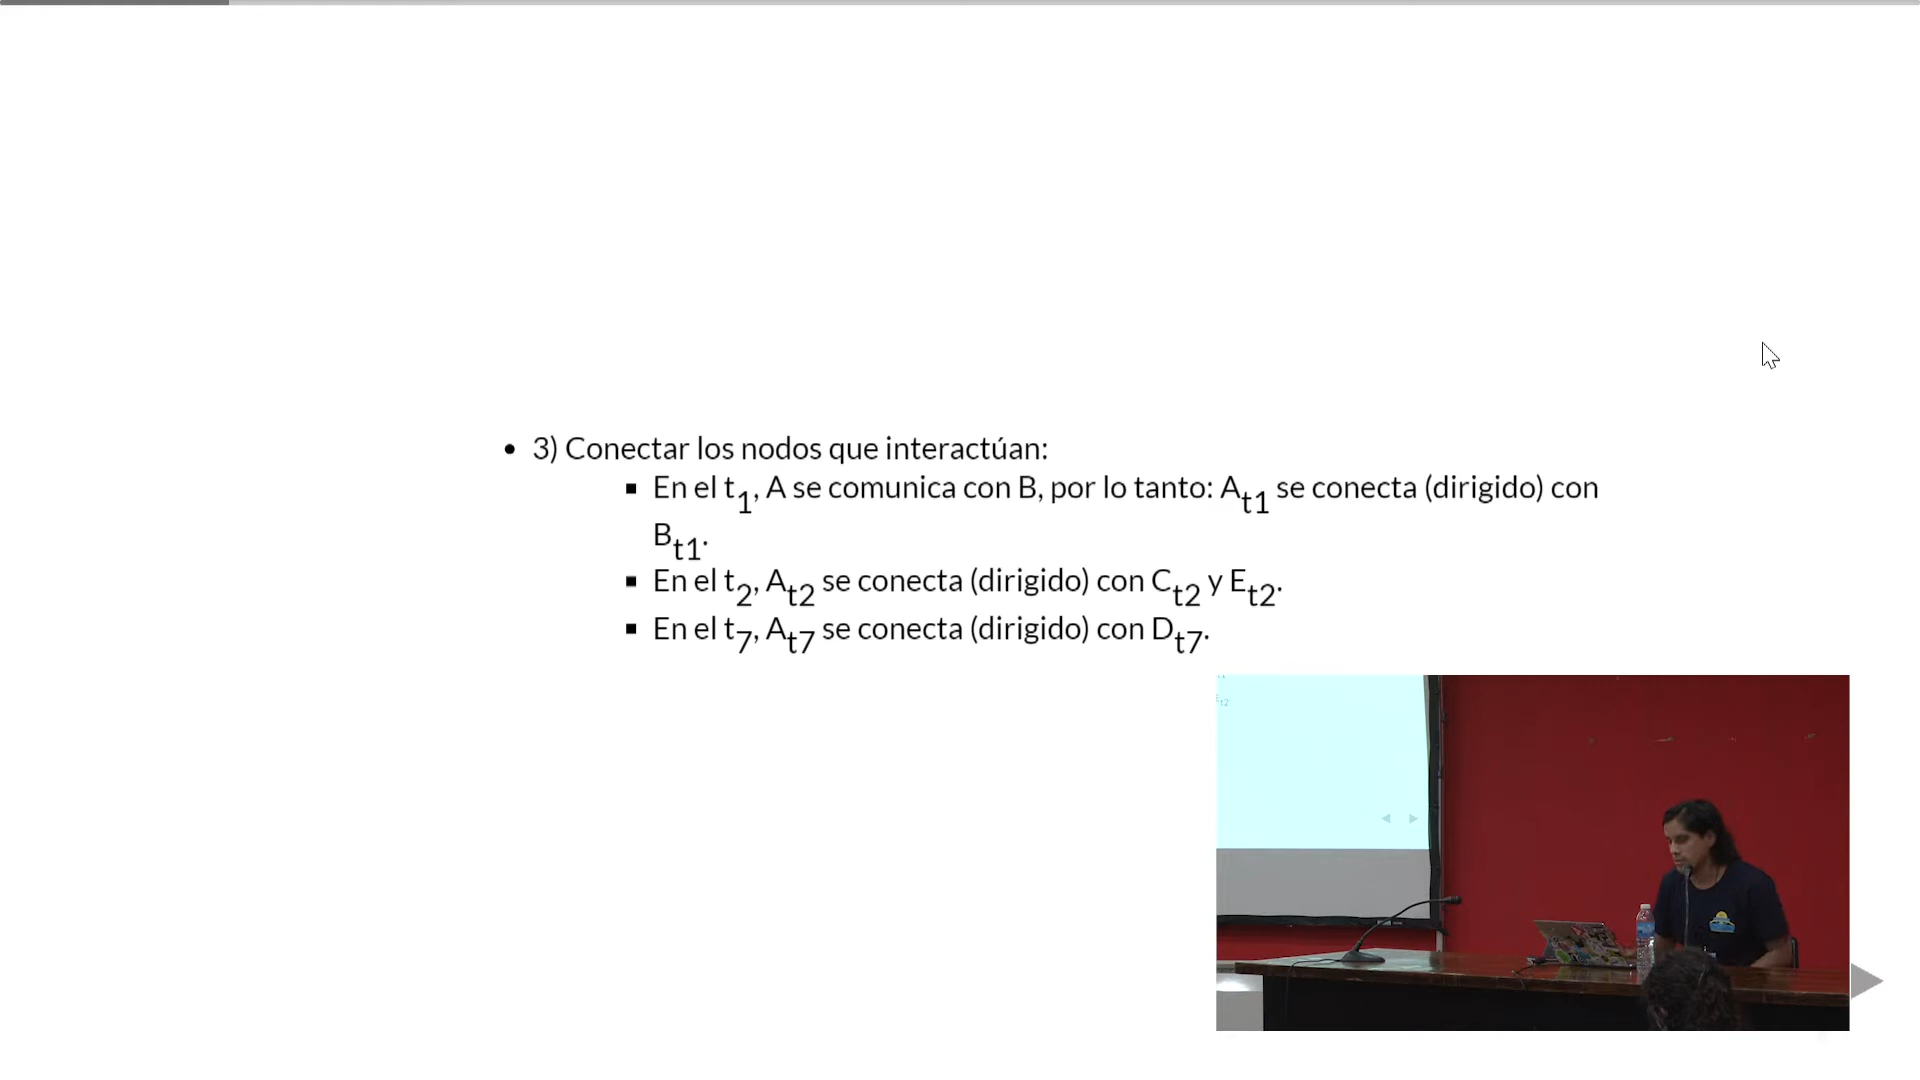 • 3) Conectar los nodos que interactúan:
▪ En el t1, A se comunica con B, por lo tanto: At1 se conecta (dirigido) con
Bt1.
▪ En el t2, At2 se conecta (dirigido) con Ct2 y Et2.
▪ En el t7, At7 se conecta (dirigido) con Dt7.
Et2